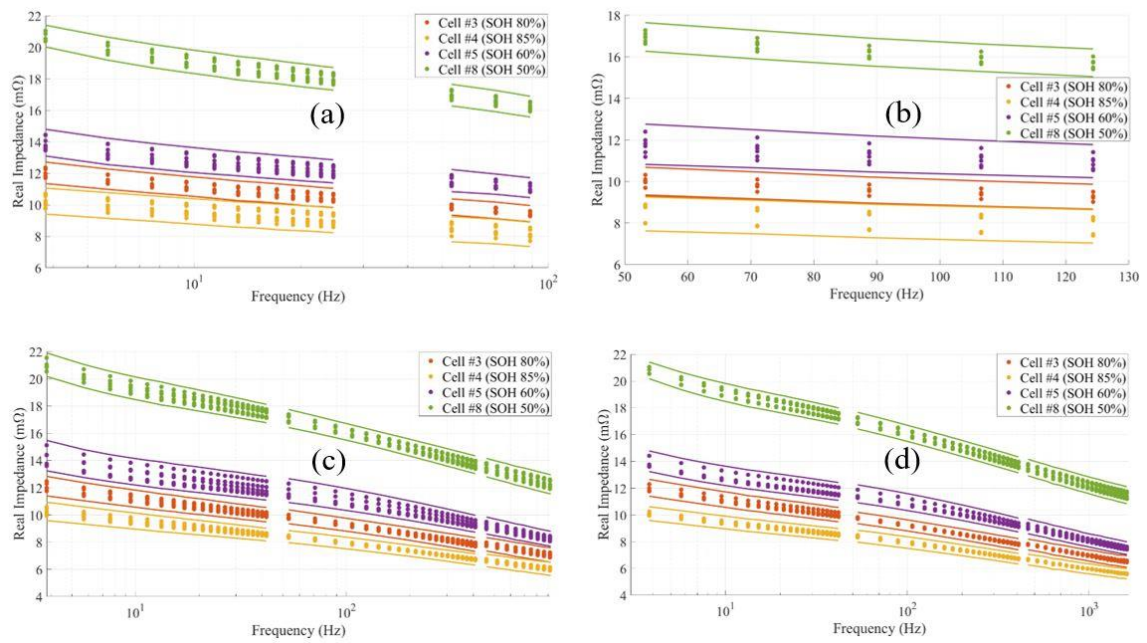 22
20
18
16
14
12
10
8
6
Real Impedance (mΩ)
10¹
10²
Frequency (Hz)
Cell #3 (SOH 80%)
Cell #4 (SOH 85%)
Cell #5 (SOH 60%)
Cell #8 (SOH 50%)
(a)
18
16
14
12
10
8
6
Real Impedance (mΩ)
50 60 70 80 90 100 110 120 130
Frequency (Hz)
(b)
Cell #3 (SOH 80%)
Cell #4 (SOH 85%)
Cell #5 (SOH 60%)
Cell #8 (SOH 50%)
22
20
18
16
14
12
10
8
6
4
Real Impedance (mΩ)
10¹
10²
Frequency (Hz)
Cell #3 (SOH 80%)
Cell #4 (SOH 85%)
Cell #5 (SOH 60%)
Cell #8 (SOH 50%)
(c)
22
20
18
16
14
12
10
8
6
4
Real Impedance (mΩ)
10¹
10²
10³
Frequency (Hz)
Cell #3 (SOH 80%)
Cell #4 (SOH 85%)
Cell #5 (SOH 60%)
Cell #8 (SOH 50%)
(d)